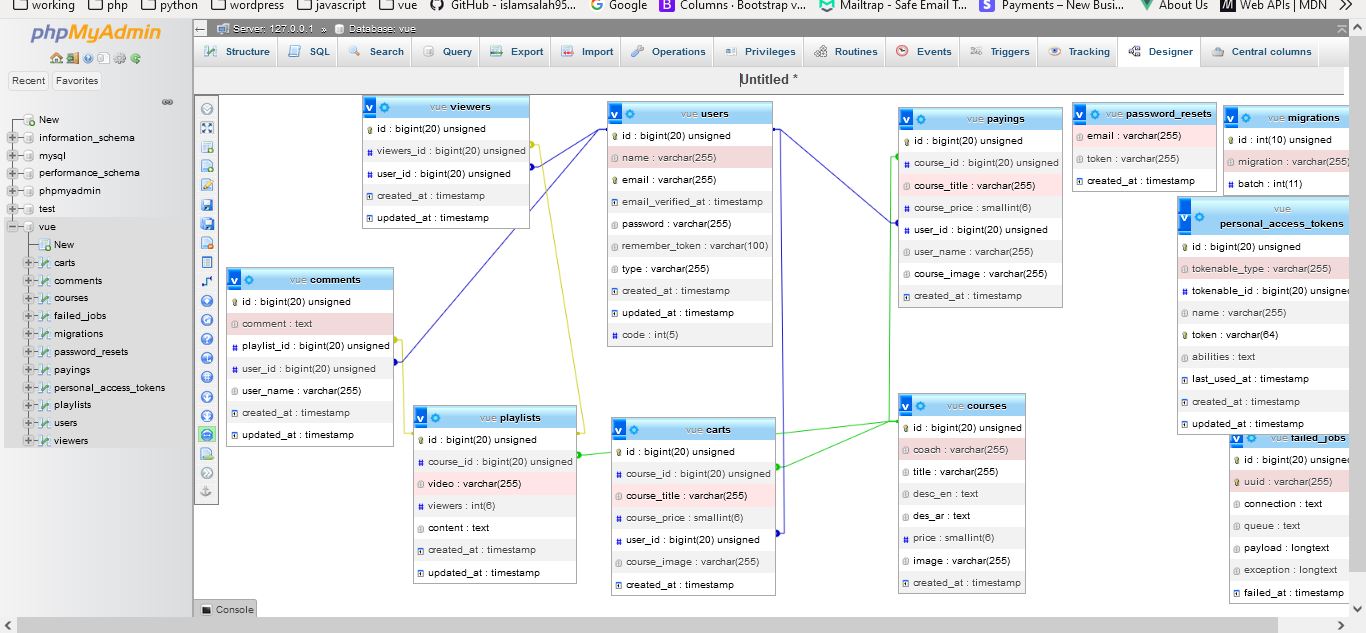 working php python wordpress javascript vue GitHub - islamsalah95... Google Columns · Bootstrap v... Mailtrap - Safe Email T... Payments – New Busi... About Us Web APIs | MDN
phpMyAdmin
Recent Favorites
New
information_schema
mysql
performance_schema
phpmyadmin
test
vue
New
carts
comments
courses
failed_jobs
migrations
password_resets
payings
personal_access_tokens
playlists
users
viewers
Server: 127.0.0.1 » Database: vue
Structure SQL Search Query Export Import Operations Privileges Routines Events Triggers Tracking Designer Central columns
Untitled *
vue viewers
id : bigint(20) unsigned
viewers_id : bigint(20) unsigned
user_id : bigint(20) unsigned
created_at : timestamp
updated_at : timestamp
vue users
id : bigint(20) unsigned
name : varchar(255)
email : varchar(255)
email_verified_at : timestamp
password : varchar(255)
remember_token : varchar(100)
type : varchar(255)
created_at : timestamp
updated_at : timestamp
code : int(5)
vue payings
id : bigint(20) unsigned
course_id : bigint(20) unsigned
course_title : varchar(255)
course_price : smallint(6)
user_id : bigint(20) unsigned
user_name : varchar(255)
course_image : varchar(255)
created_at : timestamp
vue password_resets
email : varchar(255)
token : varchar(255)
created_at : timestamp
vue migrations
id : int(10) unsigned
migration : varchar(255)
batch : int(11)
vue
personal_access_tokens
id : bigint(20) unsigned
tokenable_type : varchar(255)
tokenable_id : bigint(20) unsigned
name : varchar(255)
token : varchar(64)
abilities : text
last_used_at : timestamp
created_at : timestamp
updated_at : timestamp
vue comments
id : bigint(20) unsigned
comment : text
playlist_id : bigint(20) unsigned
user_id : bigint(20) unsigned
user_name : varchar(255)
created_at : timestamp
updated_at : timestamp
vue playlists
id : bigint(20) unsigned
course_id : bigint(20) unsigned
video : varchar(255)
viewers : int(6)
content : text
created_at : timestamp
updated_at : timestamp
vue carts
id : bigint(20) unsigned
course_id : bigint(20) unsigned
course_title : varchar(255)
course_price : smallint(6)
user_id : bigint(20) unsigned
course_image : varchar(255)
created_at : timestamp
vue courses
id : bigint(20) unsigned
coach : varchar(255)
title : varchar(255)
desc_en : text
des_ar : text
price : smallint(6)
image : varchar(255)
created_at : timestamp
vue failed_jobs
id : bigint(20) unsigned
uuid : varchar(255)
connection : text
queue : text
payload : longtext
exception : longtext
failed_at : timestamp
Console